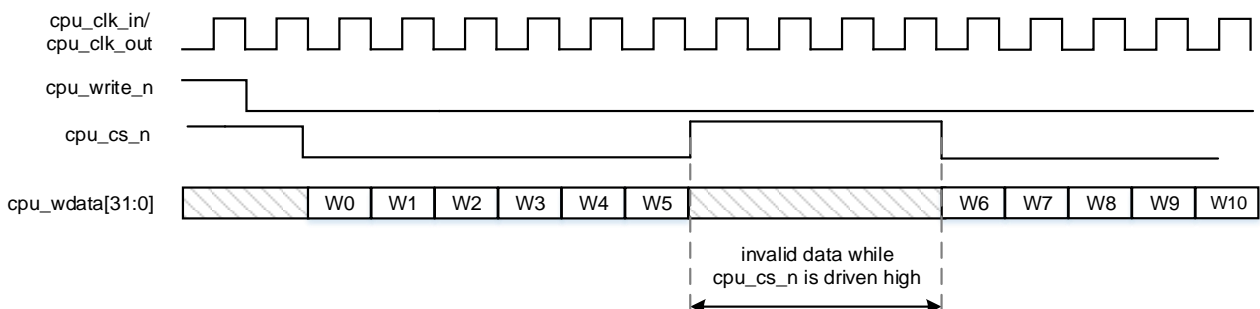 cpu_clk_in/
cpu_clk_out
cpu_write_n
cpu_cs_n
cpu_wdata[31:0] W0 W1 W2 W3 W4 W5 W6 W7 W8 W9 W10
invalid data while
cpu_cs_n is driven high